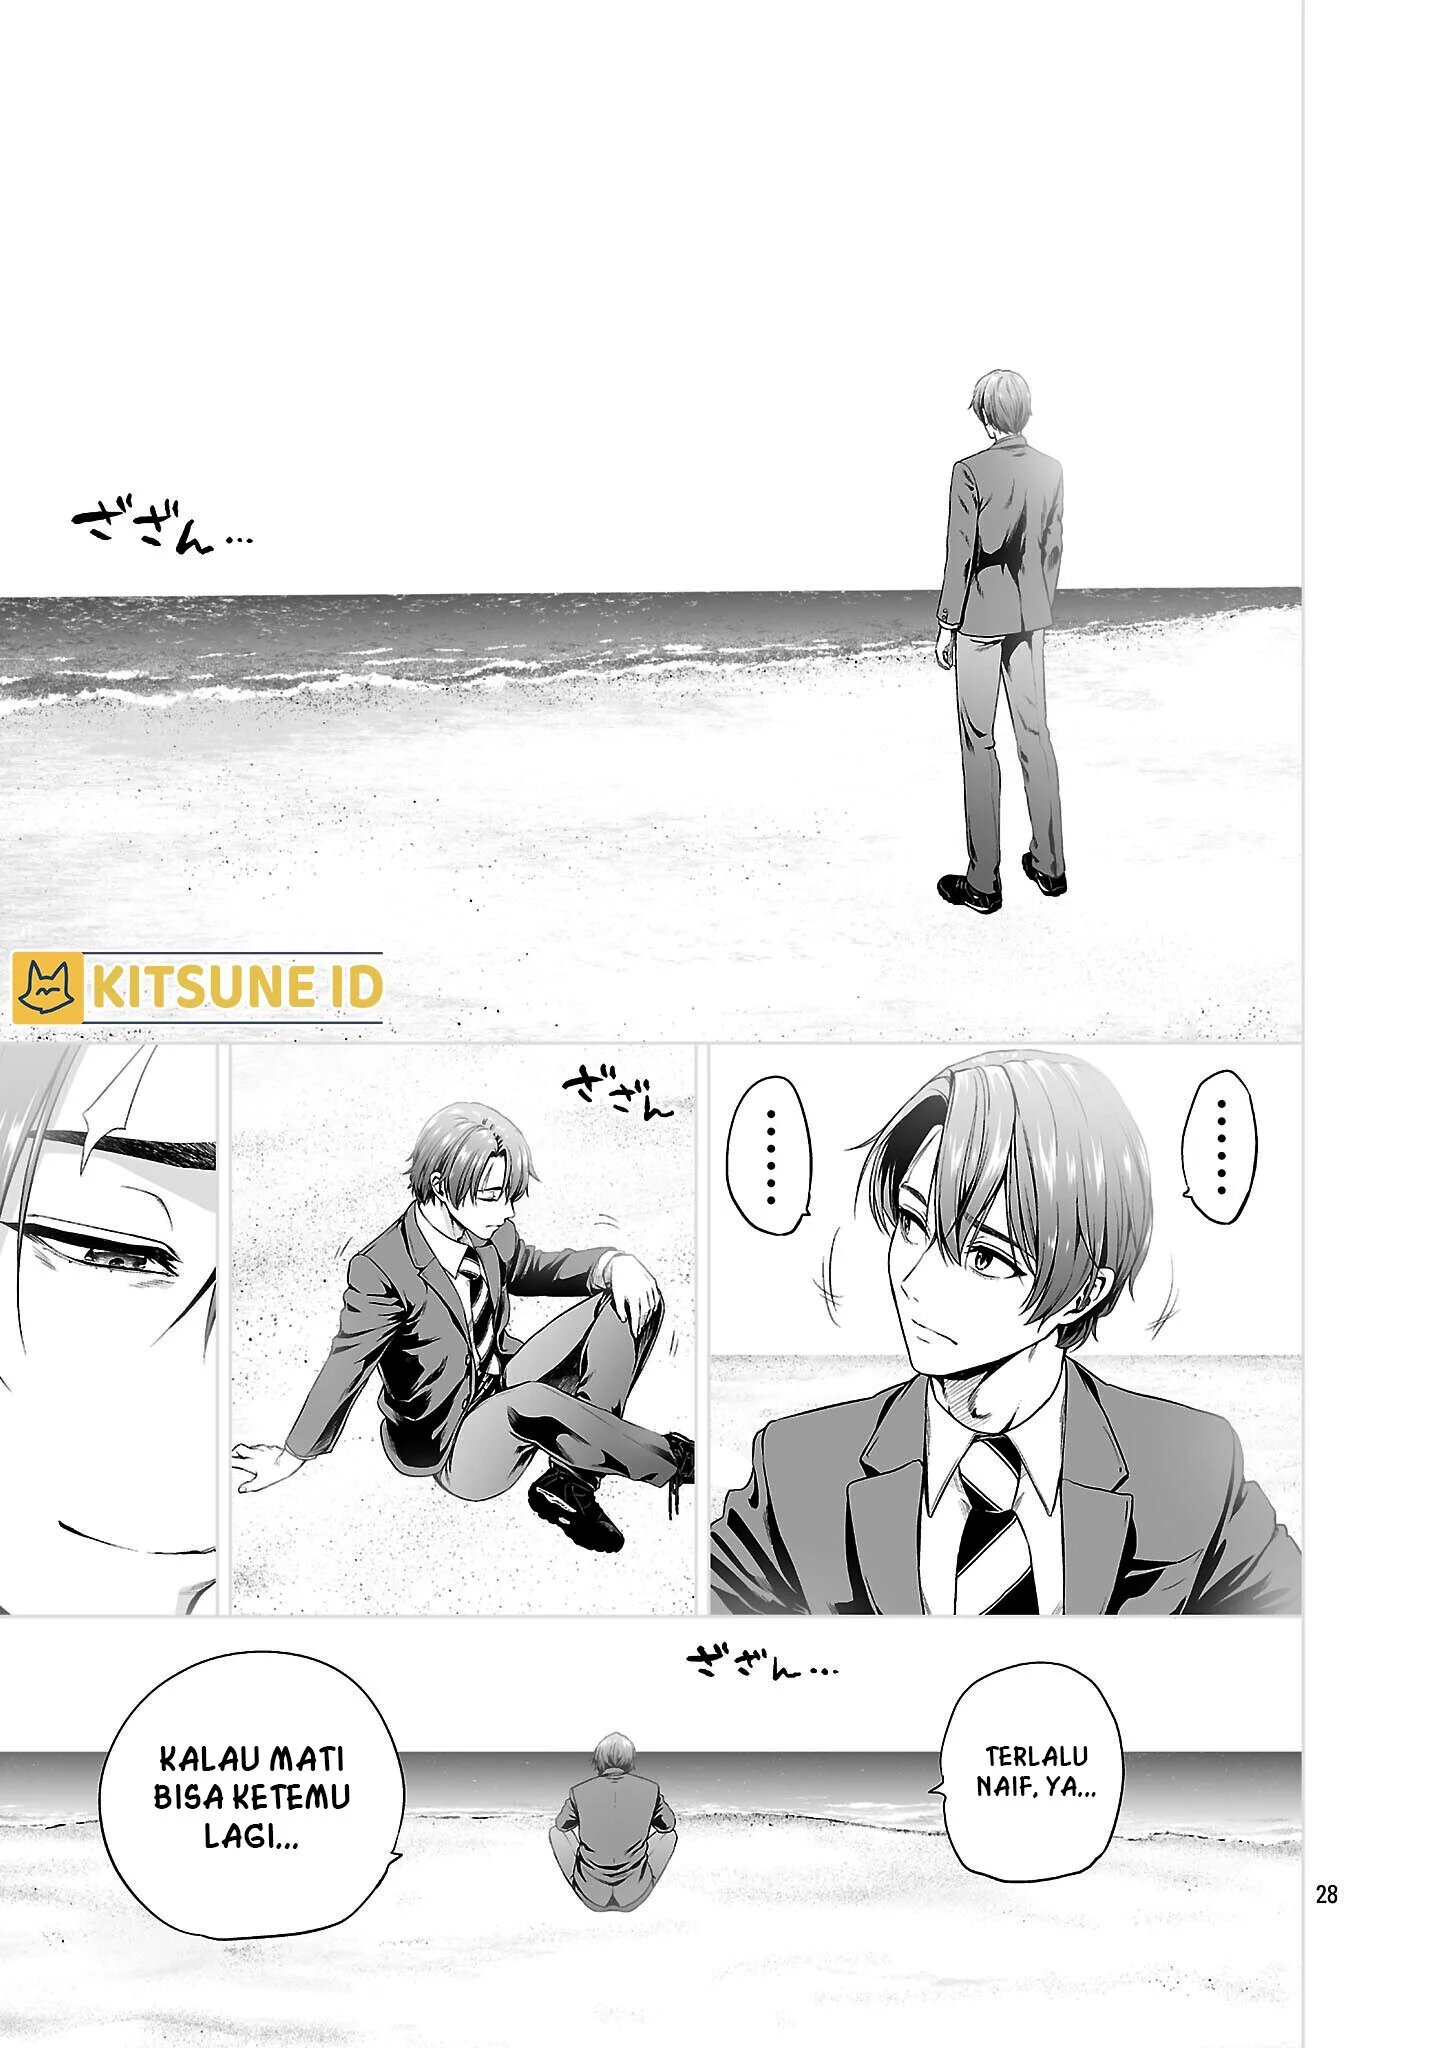 ざざん…
KITSUNE ID
……
……
ざざん
ざざん…
TERLALU
NAIF, YA...
KALAU MATI
BISA KETEMU
LAGI...
28